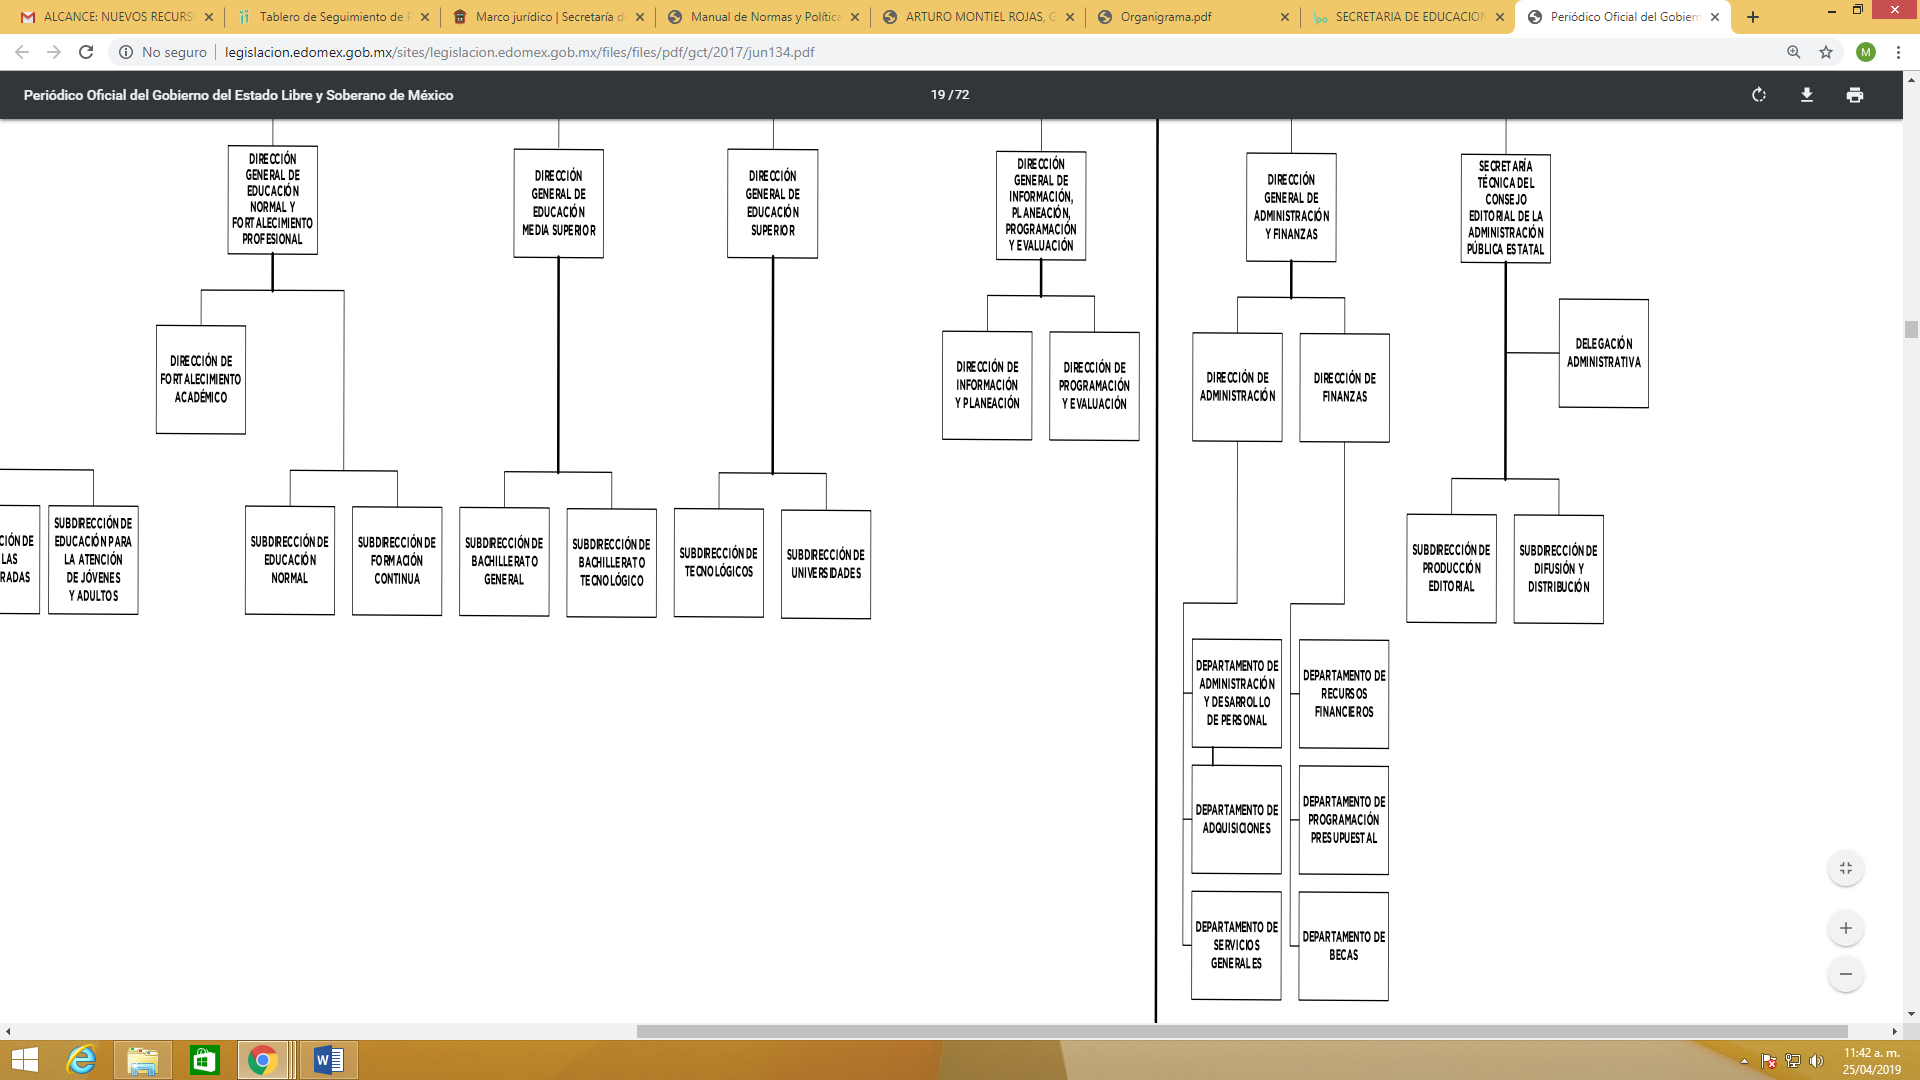 ALCANCE: NUEVOS RECURS
Tablero de Seguimiento de
Marco jurídico | Secretaría d
Manual de Normas y Política
ARTURO MONTIEL ROJAS, G
Organigrama.pdf
SECRETARIA DE EDUCACION
Periódico Oficial del Gobiern
No seguro
legislacion.edomex.gob.mx/sites/legislacion.edomex.gob.mx/files/files/pdf/gct/2017/jun134.pdf
M
Periódico Oficial del Gobierno del Estado Libre y Soberano de México
19 / 72
DIRECCIÓN
GENERAL DE
EDUCACIÓN
NORMAL Y
FORTALECIMIENTO
PROFESIONAL
DIRECCIÓN
GENERAL DE
EDUCACIÓN
MEDIA SUPERIOR
DIRECCIÓN
GENERAL DE
EDUCACIÓN
SUPERIOR
DIRECCIÓN
GENERAL DE
INFORMACIÓN,
PLANEACIÓN,
PROGRAMACIÓN
Y EVALUACIÓN
DIRECCIÓN
GENERAL DE
ADMINISTRACIÓN
Y FINANZAS
SECRETARÍA
TÉCNICA DEL
CONSEJO
EDITORIAL DE LA
ADMINISTRACIÓN
PÚBLICA ESTATAL
DELEGACIÓN
ADMINISTRATIVA
DIRECCIÓN DE
FORTALECIMIENTO
ACADÉMICO
DIRECCIÓN DE
INFORMACIÓN
Y PLANEACIÓN
DIRECCIÓN DE
PROGRAMACIÓN
Y EVALUACIÓN
DIRECCIÓN DE
ADMINISTRACIÓN
DIRECCIÓN DE
FINANZAS
CIÓN DE
LAS
RADAS
SUBDIRECCIÓN DE
EDUCACIÓN PARA
LA ATENCIÓN
DE JÓVENES
Y ADULTOS
SUBDIRECCIÓN DE
EDUCACIÓN
NORMAL
SUBDIRECCIÓN DE
FORMACIÓN
CONTINUA
SUBDIRECCIÓN DE
BACHILLERATO
GENERAL
SUBDIRECCIÓN DE
BACHILLERATO
TECNOLÓGICO
SUBDIRECCIÓN DE
TECNOLÓGICOS
SUBDIRECCIÓN DE
UNIVERSIDADES
SUBDIRECCIÓN DE
PRODUCCIÓN
EDITORIAL
SUBDIRECCIÓN DE
DIFUSIÓN Y
DISTRIBUCIÓN
DEPARTAMENTO DE
ADMINISTRACIÓN
Y DESARROLLO
DE PERSONAL
DEPARTAMENTO DE
RECURSOS
FINANCIEROS
DEPARTAMENTO DE
ADQUISICIONES
DEPARTAMENTO DE
PROGRAMACIÓN
PRESUPUESTAL
DEPARTAMENTO DE
SERVICIOS
GENERALES
DEPARTAMENTO DE
BECAS
11:42 a. m.
25/04/2019